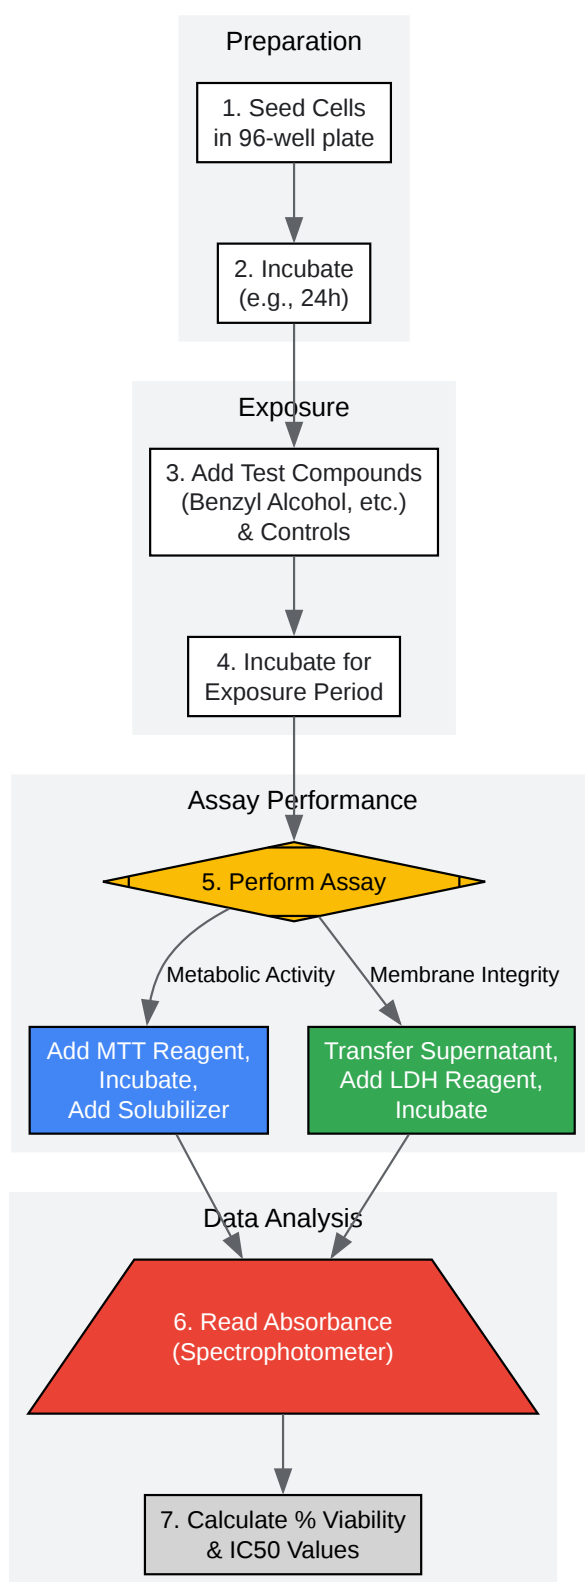 Preparation
1. Seed Cells
in 96-well plate
2. Incubate
(e.g., 24h)
Exposure
3. Add Test Compounds
(Benzyl Alcohol, etc.)
& Controls
4. Incubate for
Exposure Period
Assay Performance
5. Perform Assay
Metabolic Activity
Membrane Integrity
Add MTT Reagent,
Incubate,
Add Solubilizer
Transfer Supernatant,
Add LDH Reagent,
Incubate
Data Analysis
6. Read Absorbance
(Spectrophotometer)
7. Calculate % Viability
& IC50 Values